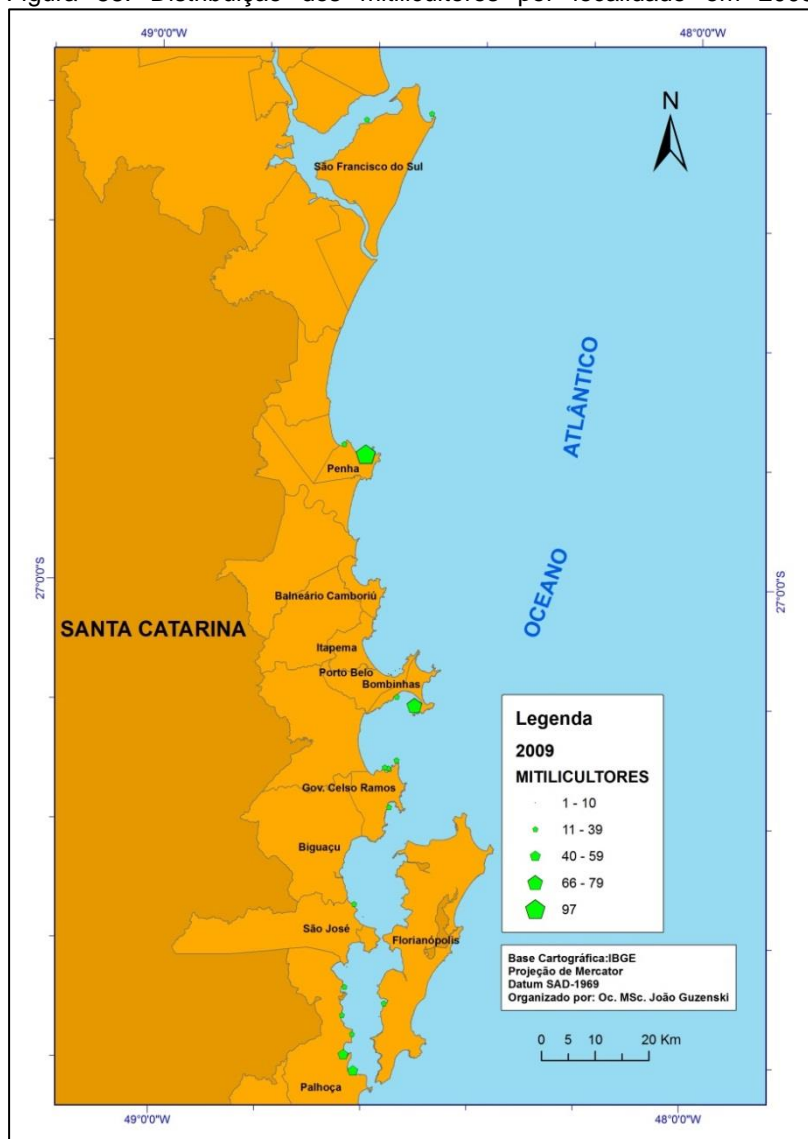 Figura Distribuição dos mitilicultores por localidade em 2009
49°0'0"W
48°0'0"W
N
São Francisco do Sul
ATLÂNTICO
Penha
27°0'0"S
27°0'0"S
OCEANO
Balneário Camboriú
SANTA CATARINA
Itapema
Porto Belo
Bombinhas
Gov. Celso Ramos
Biguaçu
São José
Florianópolis
Palhoça
Legenda
2009
MITILICULTORES
1 - 10
11 - 39
40 - 59
66 - 79
97
Base Cartográfica:IBGE
Projeção de Mercator
Datum SAD-1969
Organizado por: Oc. MSc. João Guzenski
0 5 10 20 Km
49°0'0"W
48°0'0"W